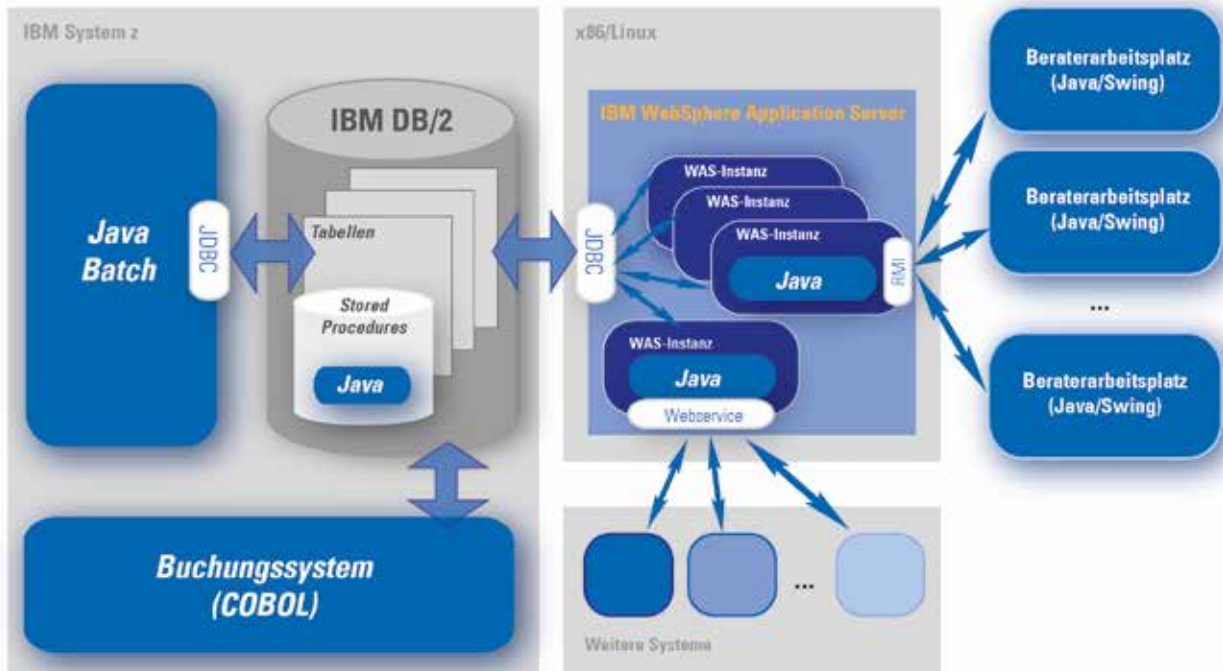 IBM System z
Java
Batch
JDBC
IBM DB/2
Tabellen
Stored
Procedures
Java
Buchungssystem
(COBOL)
x86/Linux
IBM WebSphere Application Server
JDBC
WAS-Instanz
WAS-Instanz
WAS-Instanz
Java
RMI
WAS-Instanz
Java
Webservice
...
Weitere Systeme
Beraterarbeitsplatz
(Java/Swing)
Beraterarbeitsplatz
(Java/Swing)
...
Beraterarbeitsplatz
(Java/Swing)